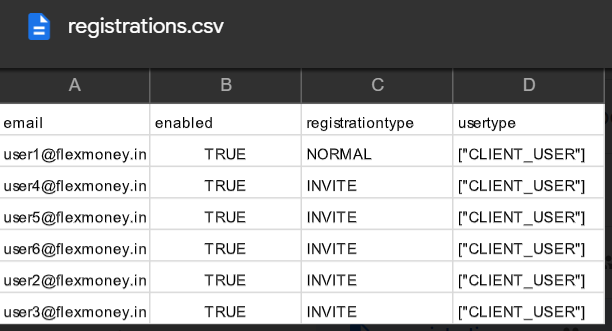 registrations.csv
A B C D
email enabled registrationtype usertype
user1@flexmoney.in TRUE NORMAL ["CLIENT_USER"]
user4@flexmoney.in TRUE INVITE ["CLIENT_USER"]
user5@flexmoney.in TRUE INVITE ["CLIENT_USER"]
user6@flexmoney.in TRUE INVITE ["CLIENT_USER"]
user2@flexmoney.in TRUE INVITE ["CLIENT_USER"]
user3@flexmoney.in TRUE INVITE ["CLIENT_USER"]